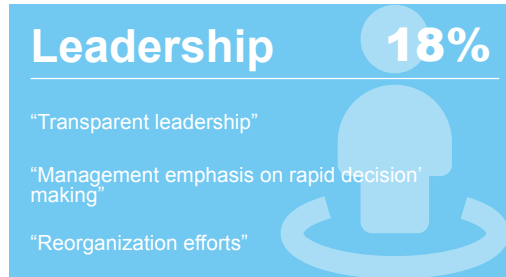 Leadership 18%
“Transparent leadership”
“Management emphasis on rapid decision’
making”
“Reorganization efforts”